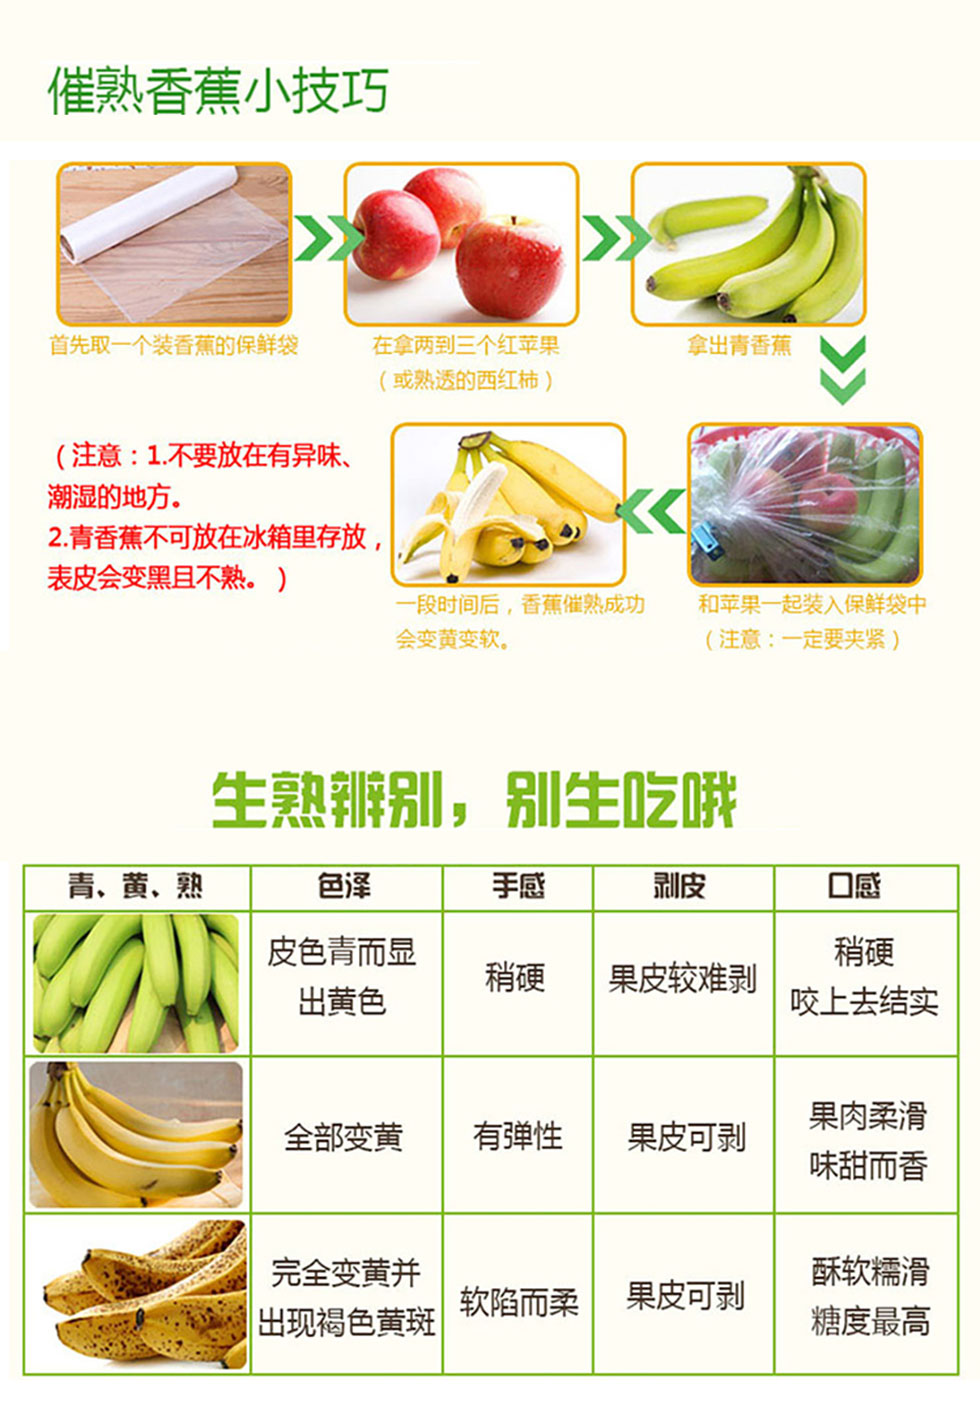 催熟香蕉小技巧
首先取一个装香蕉的保鲜袋
在拿两到三个红苹果
（或熟透的西红柿）
拿出青香蕉
（注意：1.不要放在有异味、
潮湿的地方。
2.青香蕉不可放在冰箱里存放，
表皮会变黑且不熟。）
一段时间后，香蕉催熟成功
会变黄变软。
和苹果一起装入保鲜袋中
（注意：一定要夹紧）
生熟辨别，别生吃哦
青、黄、熟 色泽 手感 剥皮 口感
皮色青而显
出黄色
稍硬
果皮较难剥
稍硬
咬上去结实
全部变黄
有弹性
果皮可剥
果肉柔滑
味甜而香
完全变黄并
出现褐色黄斑
软陷而柔
果皮可剥
酥软糯滑
糖度最高